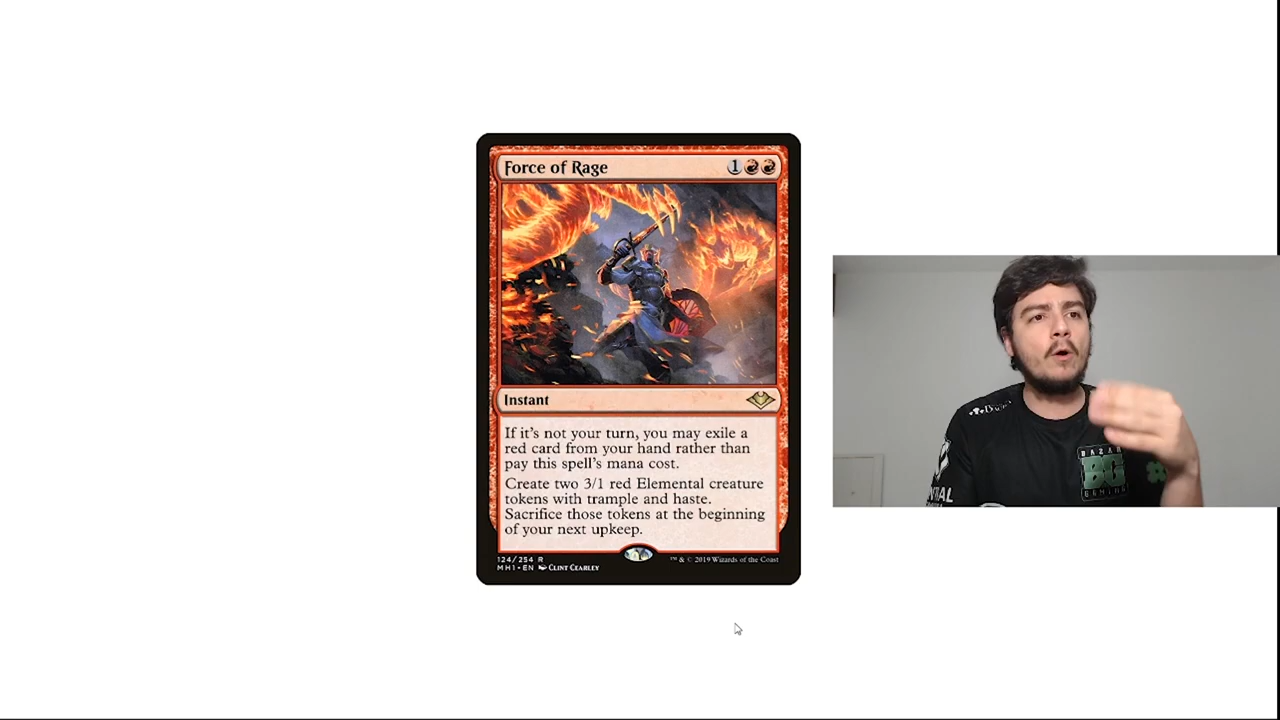 Force of Rage
1
Instant
If it's not your turn, you may exile a
red card from your hand rather than
pay this spell's mana cost.
Create two 3/1 red Elemental creature
tokens with trample and haste.
Sacrifice those tokens at the beginning
of your next upkeep.
124/254 R
MH1 • EN CLINT CEARLEY
™ & © 2019 Wizards of the Coast
BG
GAMING